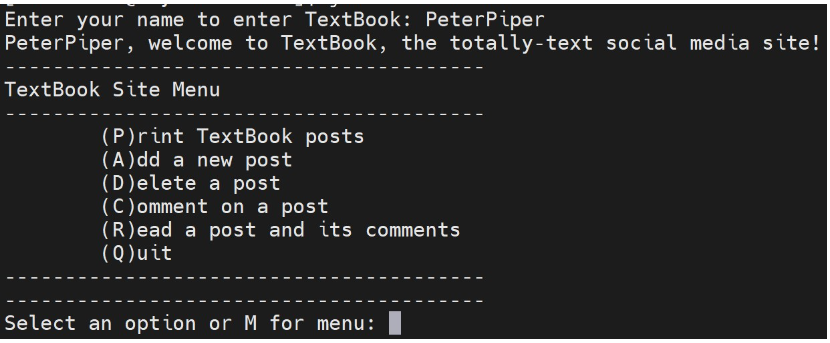 Enter your name to enter TextBook: PeterPiper
PeterPiper, welcome to TextBook, the totally-text social media site!
----------------------------------------
TextBook Site Menu
----------------------------------------
(P)rint TextBook posts
(A)dd a new post
(D)elete a post
(C)omment on a post
(R)ead a post and its comments
(Q)uit
----------------------------------------
----------------------------------------
Select an option or M for menu: